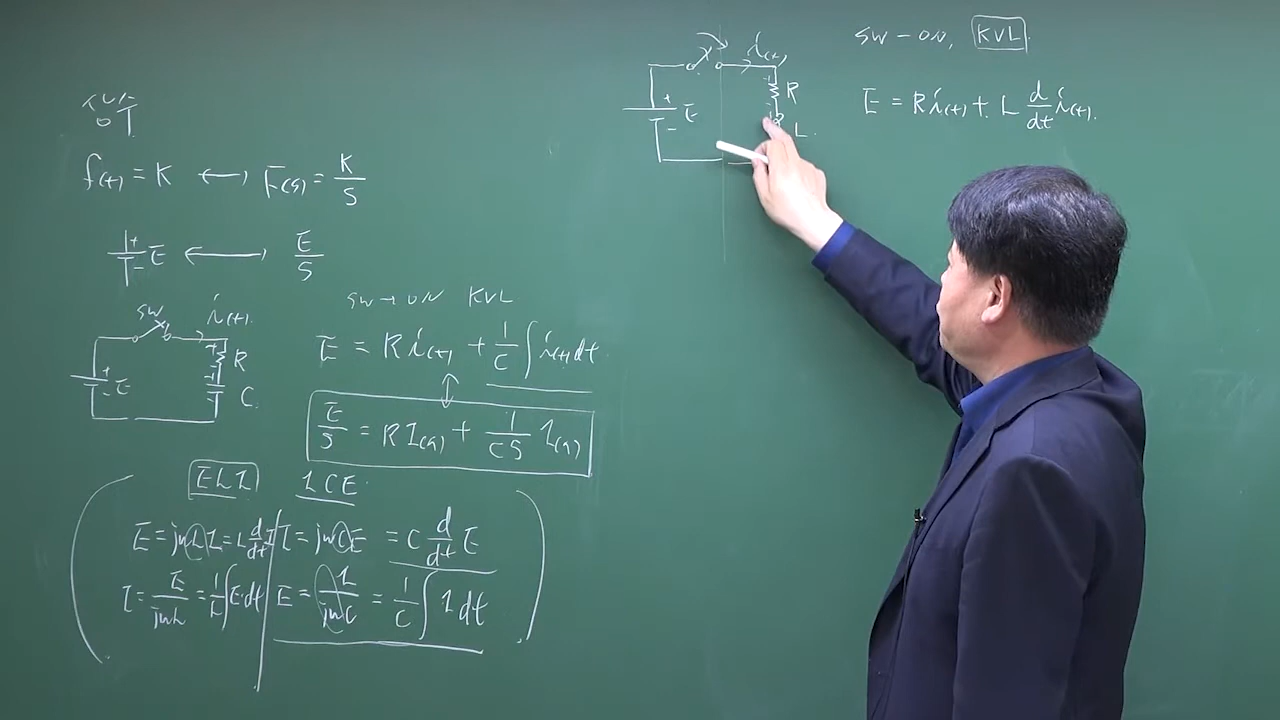 f(t) = K ↔ F(s) = K/S
+ - E ↔ E/S
SW i(t).
+ - E + - R + - C.
SW → ON KVL
E = R i(t) + 1/C ∫ i(t) dt.
↕
E/S = R I(s) + 1/CS I(s)
ELI ICE.
E = jωL I = L d/dt I
I = E/jωL = 1/L ∫ E dt
I = jωC E = C d/dt E
E = I/jωC = 1/C ∫ I dt
i(t)
+ - E + - R + L.
SW - ON, KVL.
E = R i(t) + L d/dt i(t).